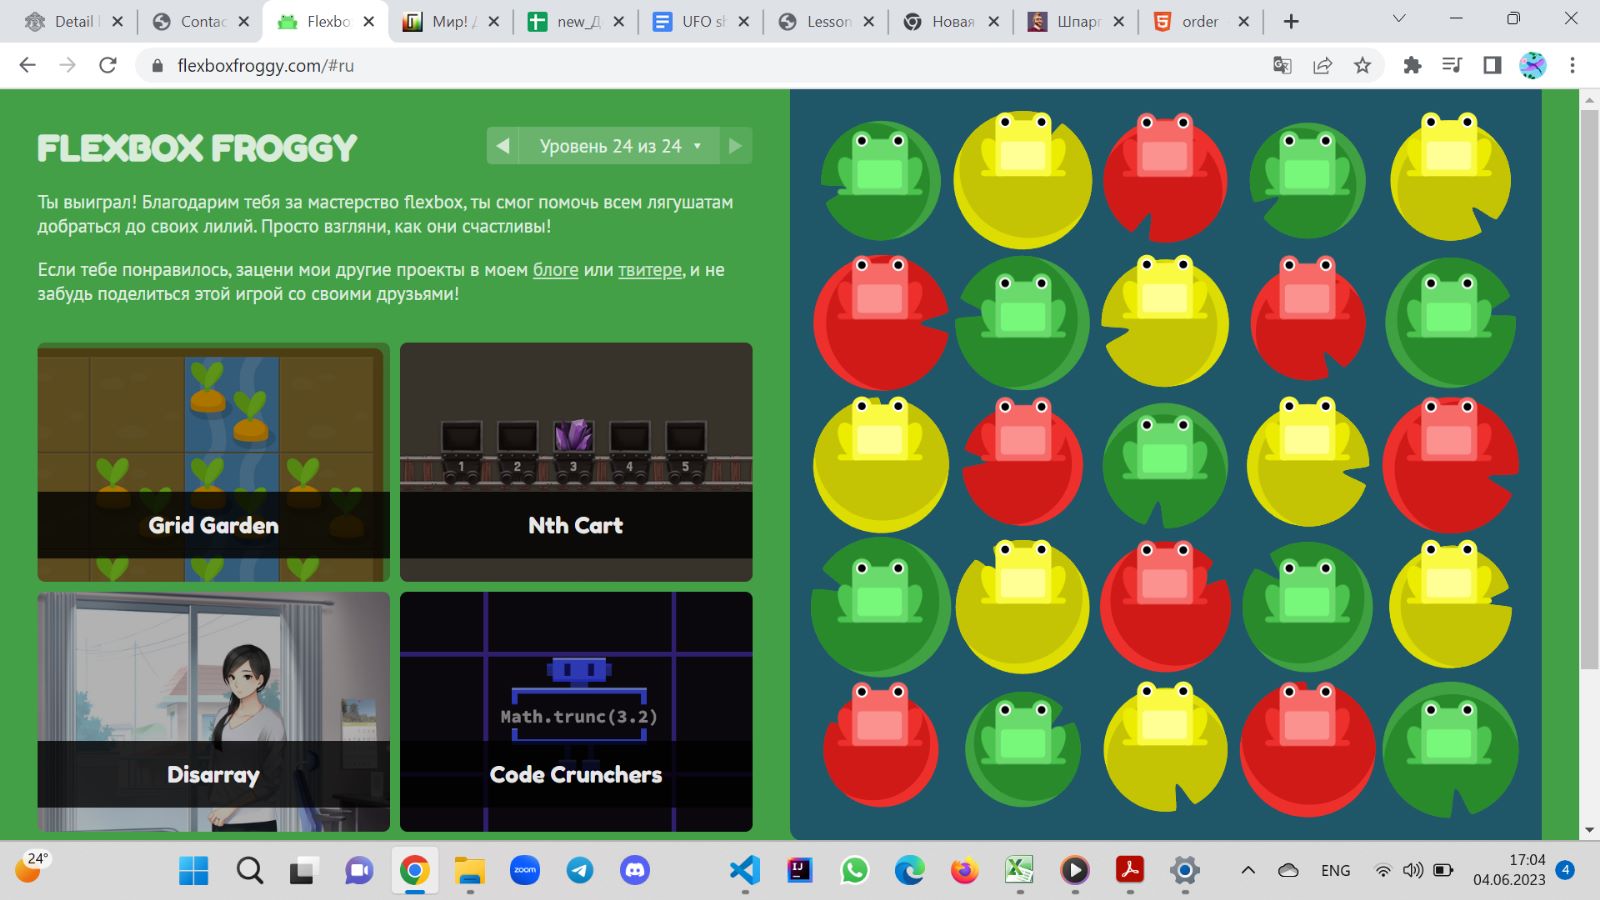 Detail
Contac
Flexbo
Мир!
new_Д
UFO sh
Lesson
Новая
Шпарг
order
flexboxfroggy.com/#ru
FLEXBOX FROGGY
Уровень 24 из 24
Ты выиграл! Благодарим тебя за мастерство flexbox, ты смог помочь всем лягушатам
добраться до своих лилий. Просто взгляни, как они счастливы!
Если тебе понравилось, зацени мои другие проекты в моем блоге или твитере, и не
забудь поделиться этой игрой со своими друзьями!
1 2 3 4 5
Grid Garden
Nth Cart
Math.trunc(3.2)
Disarray
Code Crunchers
24°
zoom
IJ
ENG
17:04
04.06.2023
4